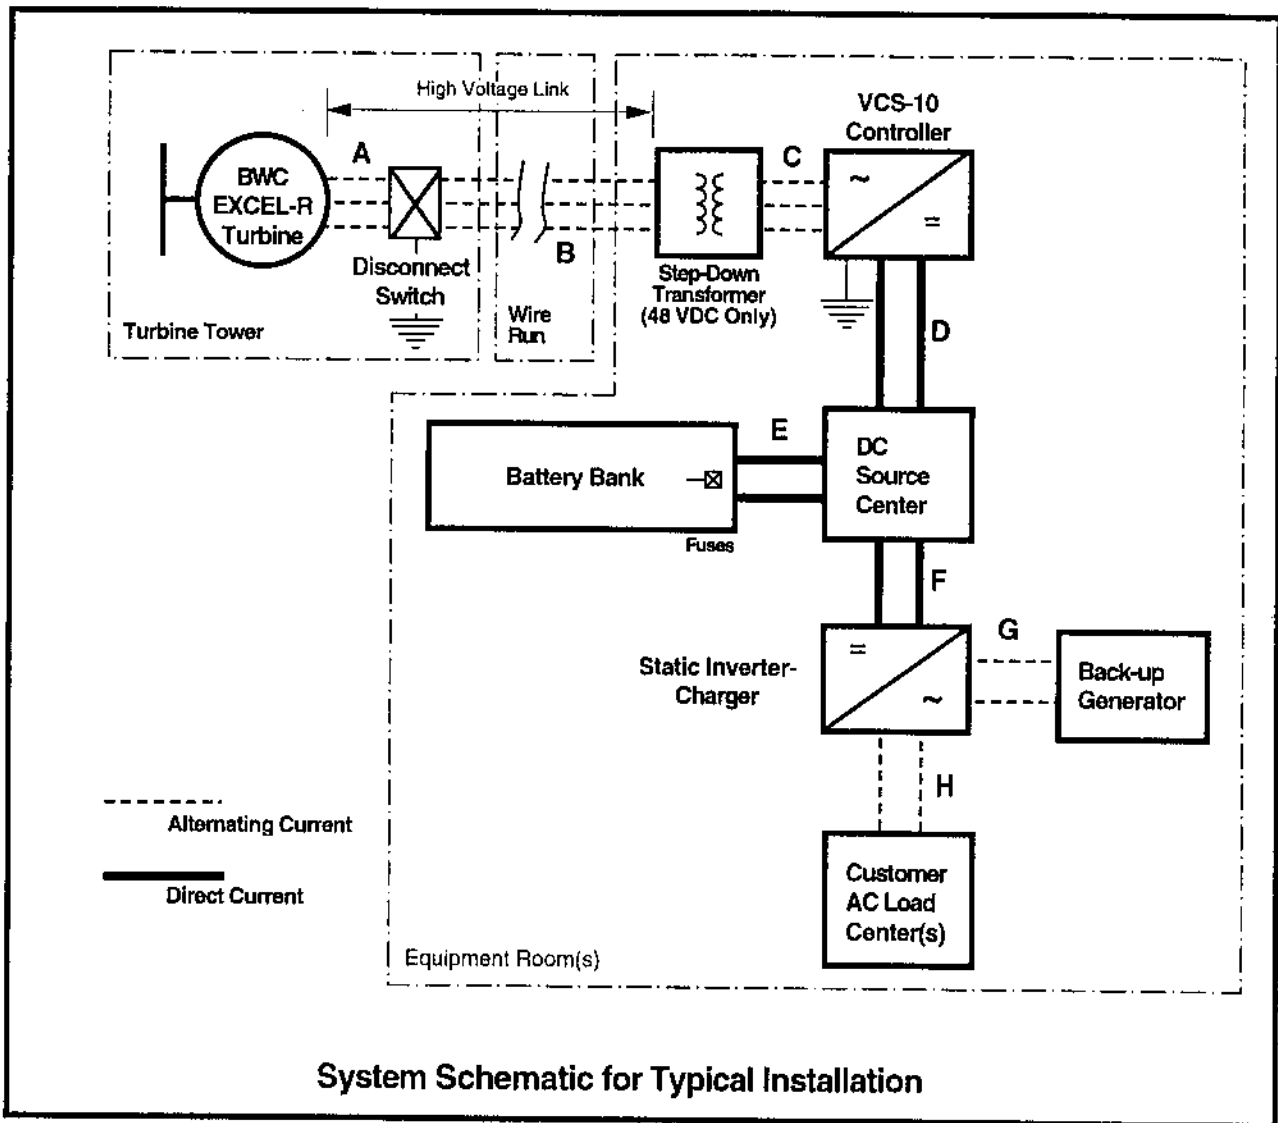 High Voltage Link
VCS-10
Controller
A
C
BWC
EXCEL-R
Turbine
~
=
B
Disconnect
Switch
Step-Down
Transformer
(48 VDC Only)
Wire
Run
Turbine Tower
D
E
DC
Source
Center
Battery Bank
Fuses
F
G
=
~
Static Inverter-
Charger
Back-up
Generator
H
Alternating Current
Customer
AC Load
Center(s)
Direct Current
Equipment Room(s)
System Schematic for Typical Installation